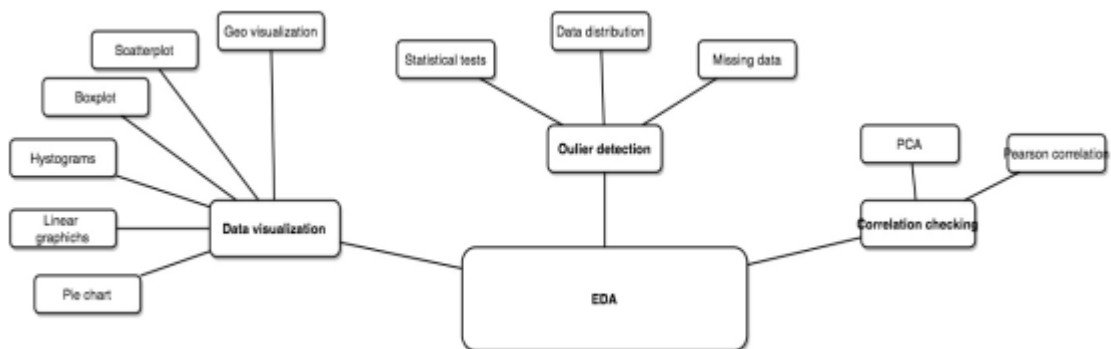 Geo visualization
Scatterplot
Boxplot
Hystograms
Linear
graphichs
Pie chart
Data visualization
Data distribution
Statistical tests
Missing data
Oulier detection
PCA
Pearson correlation
Correlation checking
EDA